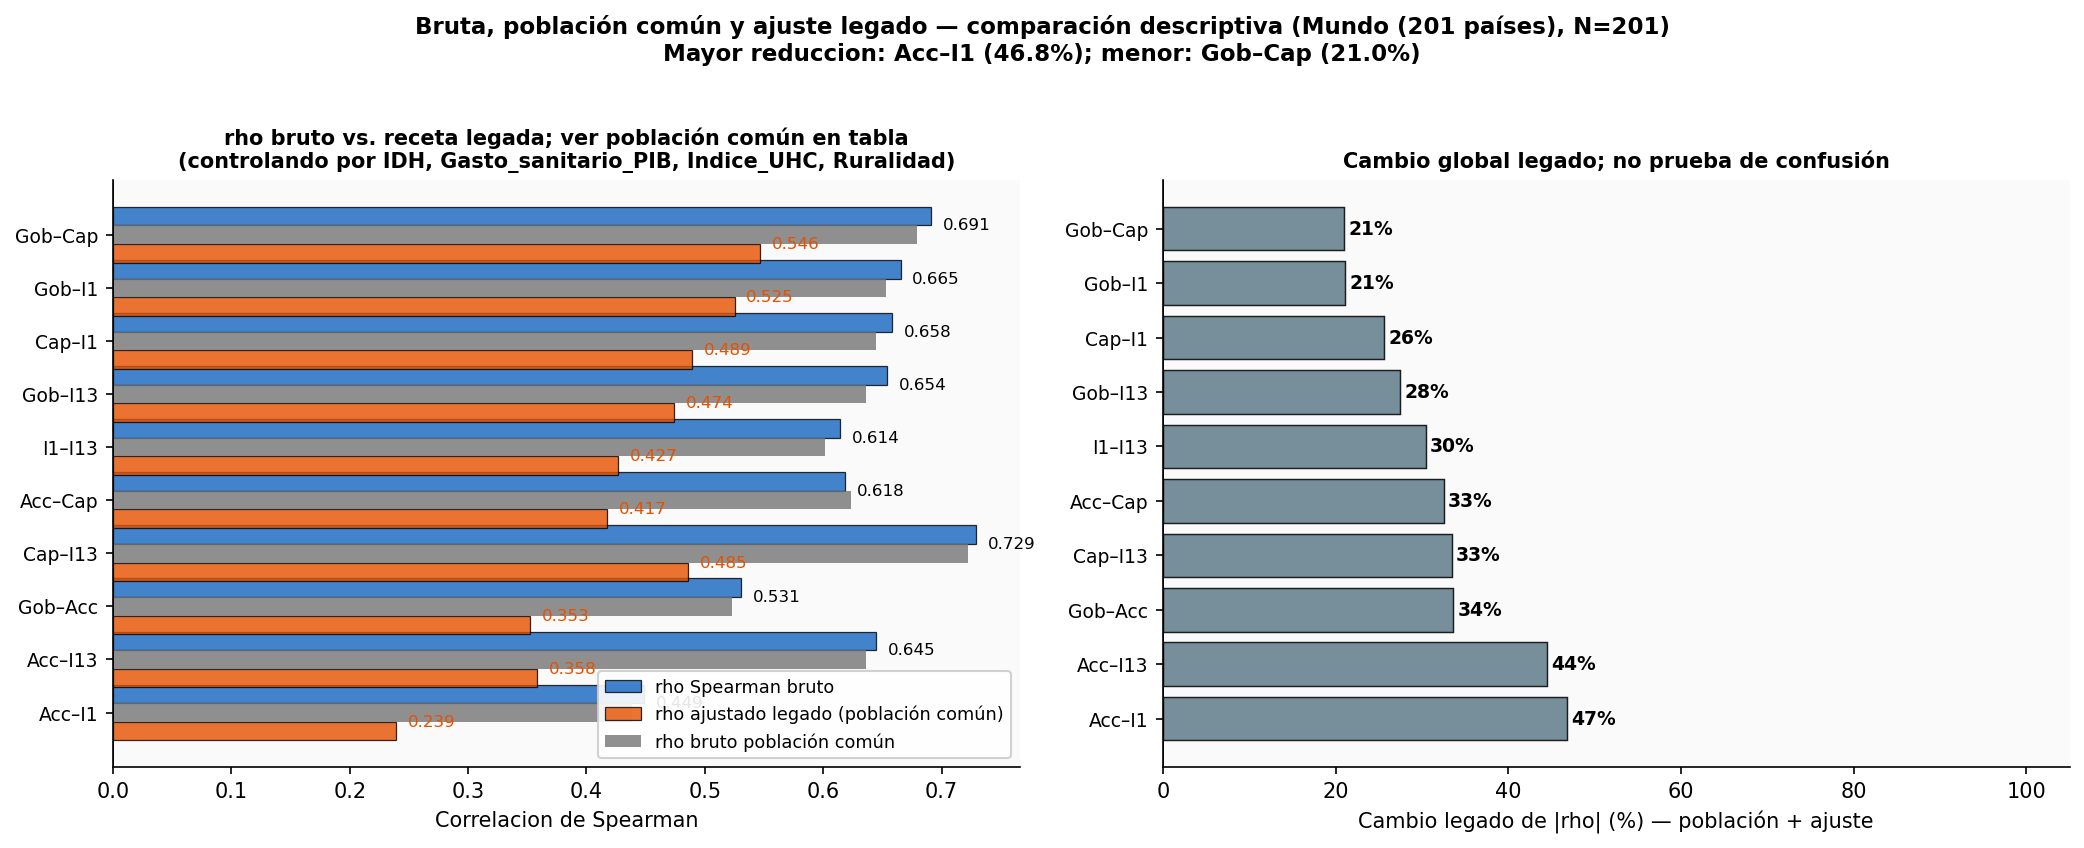 Bruta, población común y ajuste legado — comparación descriptiva (Mundo (201 países), N=201)
Mayor reduccion: Acc–I1 (46.8%); menor: Gob–Cap (21.0%)
rho bruto vs. receta legada; ver población común en tabla
(controlando por IDH, Gasto_sanitario_PIB, Indice_UHC, Ruralidad)
Gob–Cap
Gob–I1
Cap–I1
Gob–I13
I1–I13
Acc–Cap
Cap–I13
Gob–Acc
Acc–I13
Acc–I1
0.691
0.546
0.665
0.525
0.658
0.489
0.654
0.474
0.614
0.427
0.618
0.417
0.729
0.485
0.531
0.353
0.645
0.358
0.449
0.239
rho Spearman bruto
rho ajustado legado (población común)
rho bruto población común
0.0 0.1 0.2 0.3 0.4 0.5 0.6 0.7
Correlacion de Spearman
Cambio global legado; no prueba de confusión
Gob–Cap 21%
Gob–I1 21%
Cap–I1 26%
Gob–I13 28%
I1–I13 30%
Acc–Cap 33%
Cap–I13 33%
Gob–Acc 34%
Acc–I13 44%
Acc–I1 47%
0 20 40 60 80 100
Cambio legado de |rho| (%) — población + ajuste